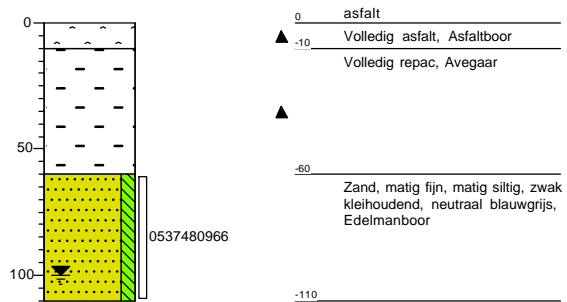 0
50
100
0537480966
0
asfalt
Volledig asfalt, Asfaltboor
-10
Volledig repac, Avegaar
-60
Zand, matig fijn, matig siltig, zwak
kleihoudend, neutraal blauwgrijs,
Edelmanboor
-110